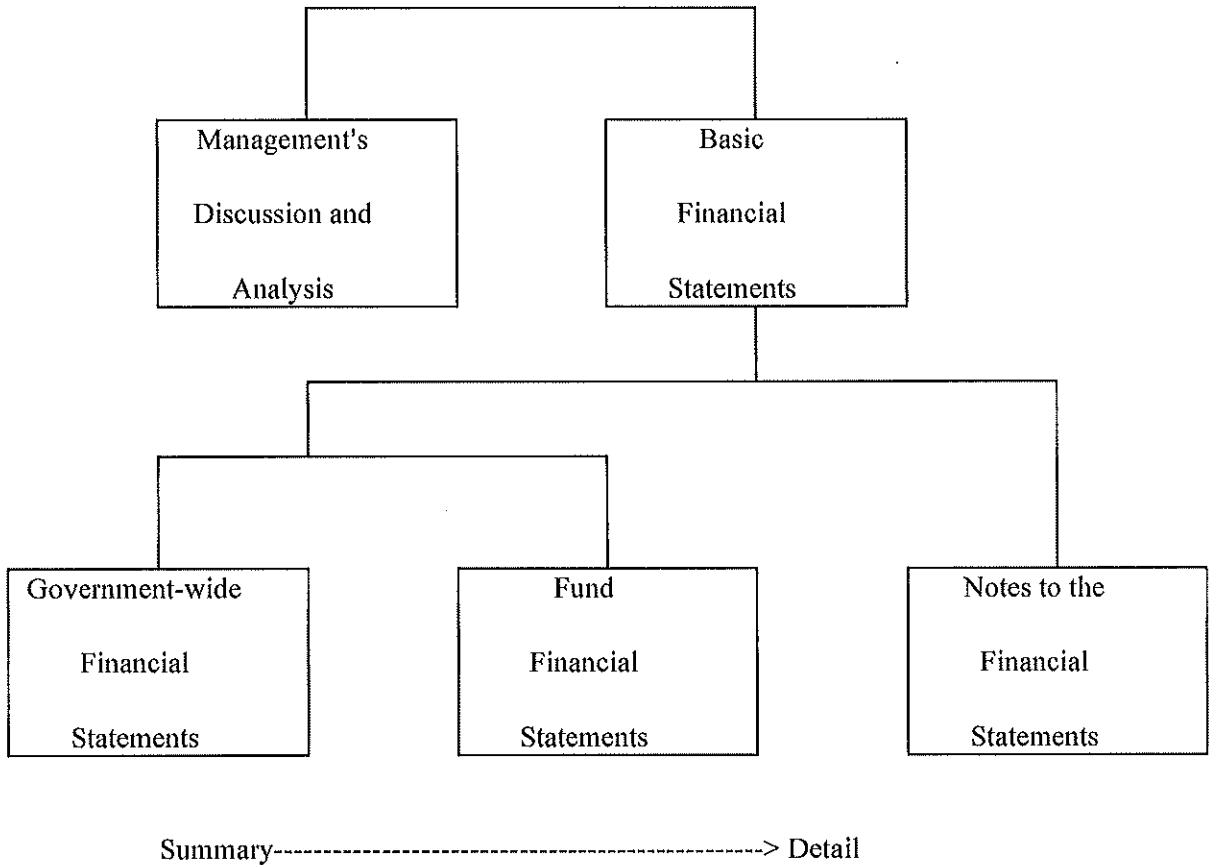 Management's
Discussion and
Analysis
Basic
Financial
Statements
Government-wide
Financial
Statements
Fund
Financial
Statements
Notes to the
Financial
Statements
Summary--------------------------------------------------> Detail